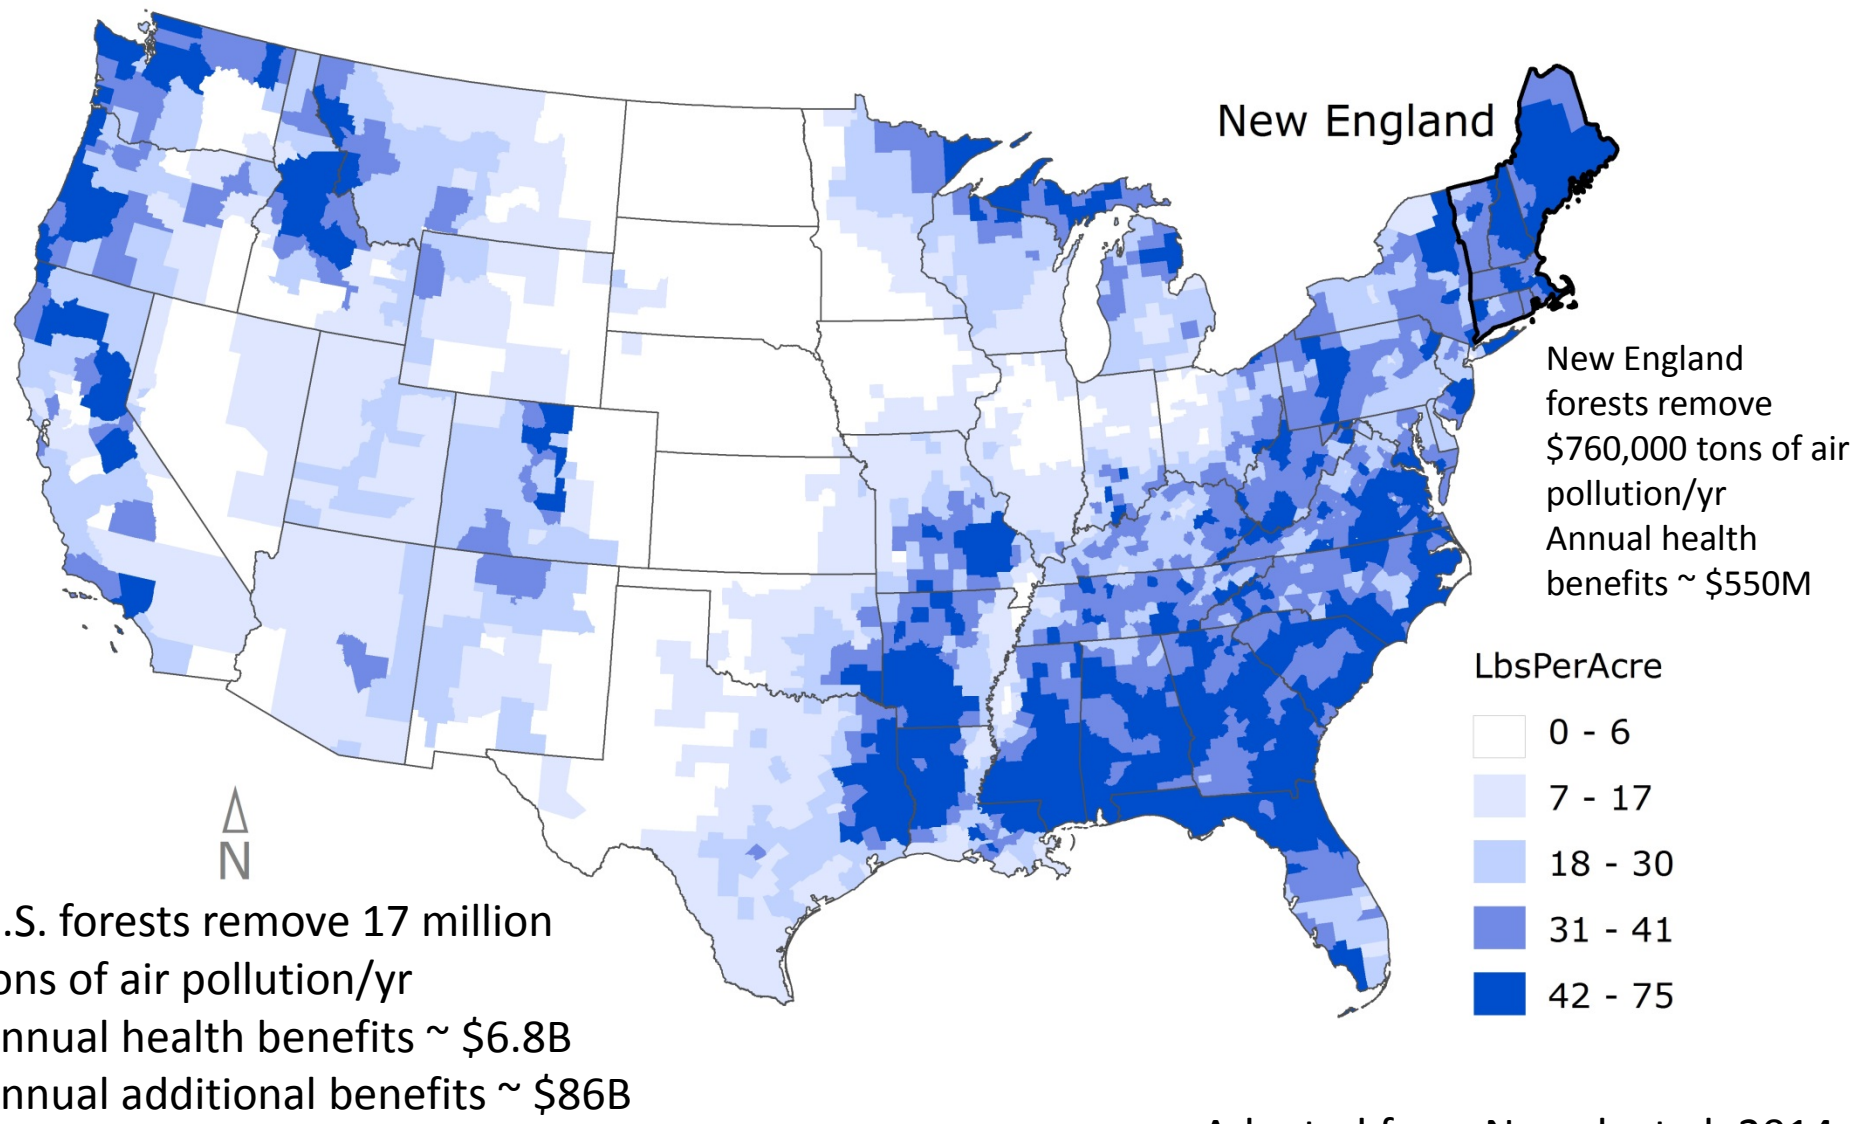 New England
New England
forests remove
$760,000 tons of air
pollution/yr
Annual health
benefits ~ $550M
LbsPerAcre
0 - 6
7 - 17
18 - 30
31 - 41
42 - 75
N
.S. forests remove 17 million
ons of air pollution/yr
nnual health benefits ~ $6.8B
nnual additional benefits ~ $86B